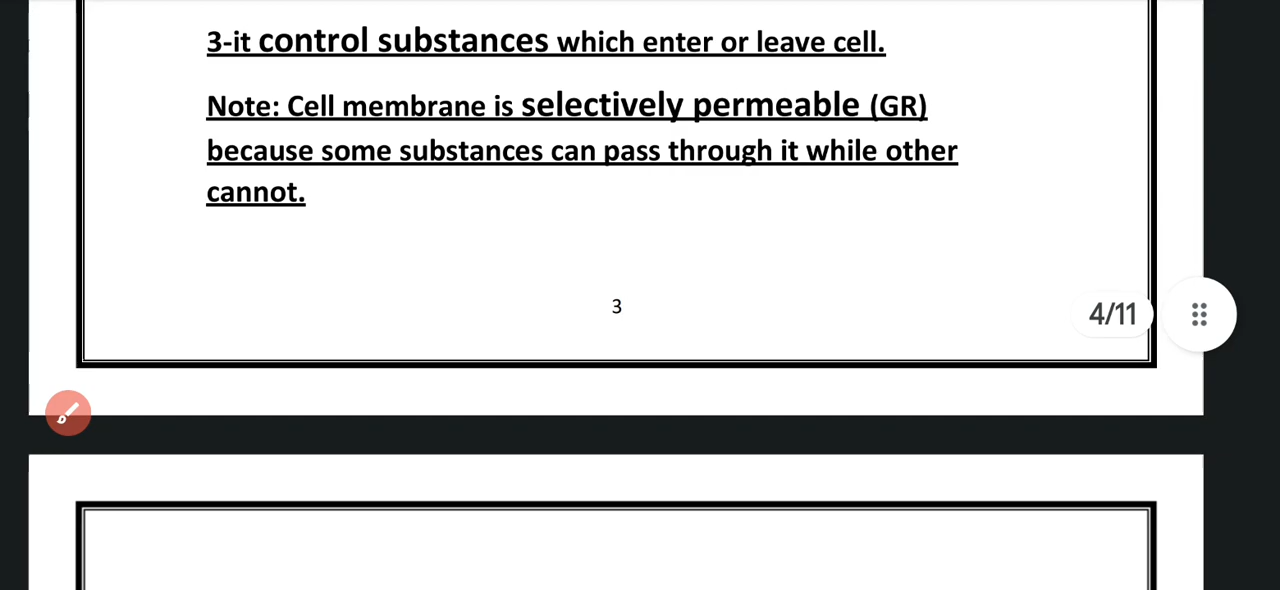 3-it control substances which enter or leave cell.
Note: Cell membrane is selectively permeable (GR)
because some substances can pass through it while other
cannot.
3
4/11